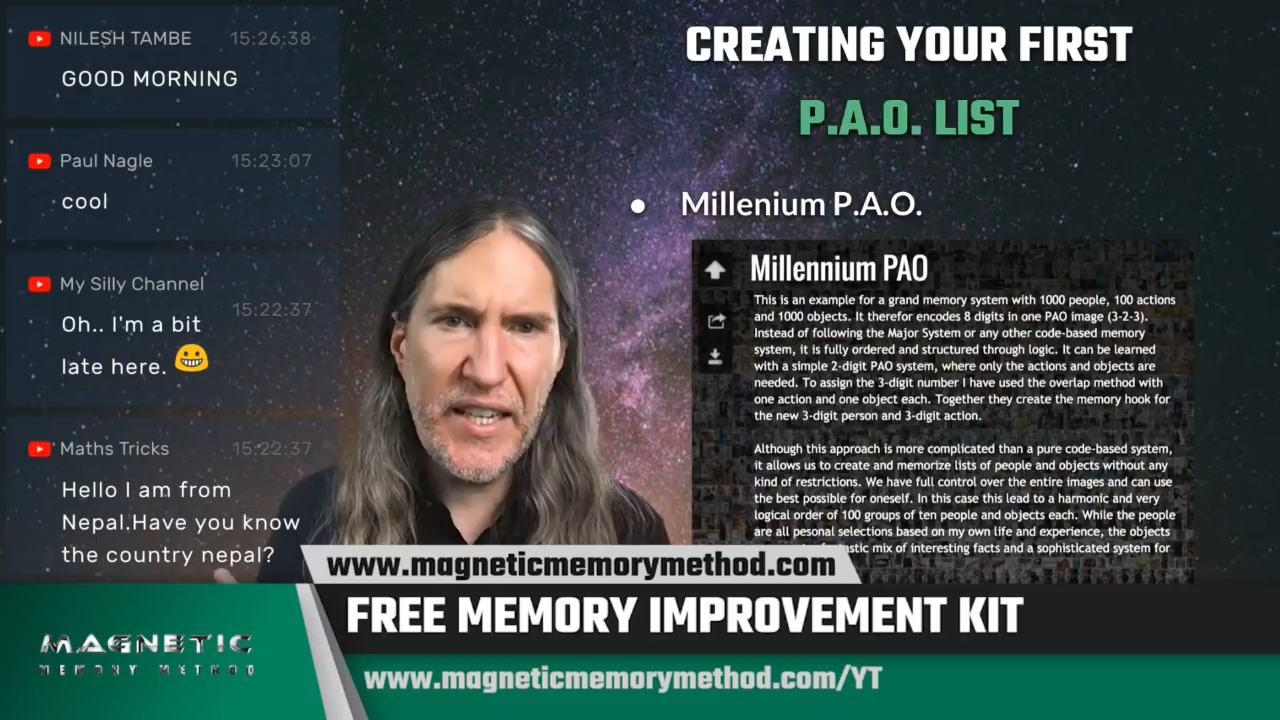 NILESH TAMBE 15:26:38
GOOD MORNING
Paul Nagle 15:23:07
cool
My Silly Channel
15:22:37
Oh.. I'm a bit
late here. 😀
Maths Tricks 15:22:37
Hello I am from
Nepal.Have you know
the country nepal?
CREATING YOUR FIRST
P.A.O. LIST
• Millenium P.A.O.
Millennium PAO
This is an example for a grand memory system with 1000 people, 100 actions
and 1000 objects. It therefor encodes 8 digits in one PAO image (3-2-3).
Instead of following the Major System or any other code-based memory
system, it is fully ordered and structured through logic. It can be learned
with a simple 2-digit PAO system, where only the actions and objects are
needed. To assign the 3-digit number I have used the overlap method with
one action and one object each. Together they create the memory hook for
the new 3-digit person and 3-digit action.
Although this approach is more complicated than a pure code-based system,
it allows us to create and memorize lists of people and objects without any
kind of restrictions. We have full control over the entire images and can use
the best possible for oneself. In this case this lead to a harmonic and very
logical order of 100 groups of ten people and objects each. While the people
are all pesonal selections based on my own life and experience, the objects
mix of interesting facts and a sophisticated system for
www.magneticmemorymethod.com
FREE MEMORY IMPROVEMENT KIT
www.magneticmemorymethod.com/YT
MAGNETIC
MEMORY METHOD